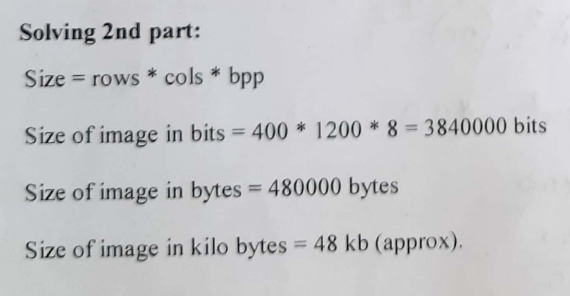 Solving 2nd part:
Size = rows * cols * bpp
Size of image in bits = 400 * 1200 * 8 = 3840000 bits
Size of image in bytes = 480000 bytes
Size of image in kilo bytes = 48 kb (approx).